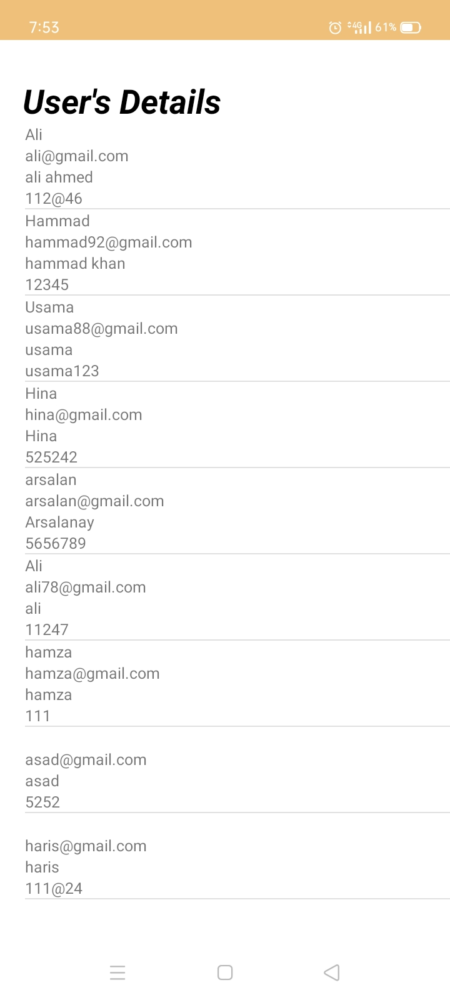 7:53
4G 61%
User's Details
Ali
ali@gmail.com
ali ahmed
112@46
Hammad
hammad92@gmail.com
hammad khan
12345
Usama
usama88@gmail.com
usama
usama123
Hina
hina@gmail.com
Hina
525242
arsalan
arsalan@gmail.com
Arsalanay
5656789
Ali
ali78@gmail.com
ali
11247
hamza
hamza@gmail.com
hamza
111
asad@gmail.com
asad
5252
haris@gmail.com
haris
111@24